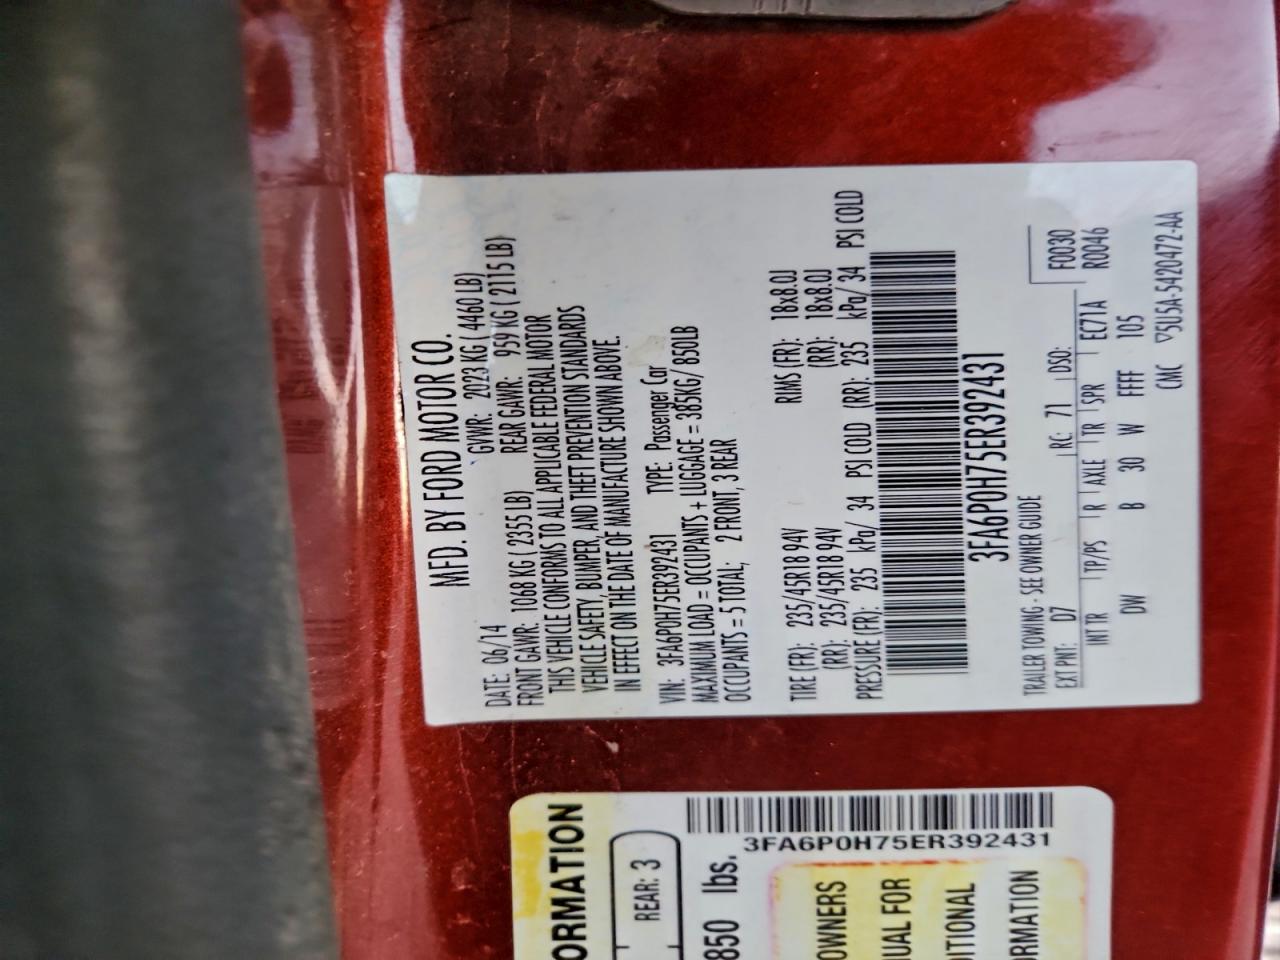 MFD. BY FORD MOTOR CO.
DATE: 06/14 GVWR: 2023 KG ( 4460 LB)
FRONT GAWR: 1068 KG ( 2355 LB) REAR GAWR: 959 KG ( 2115 LB)
THIS VEHICLE CONFORMS TO ALL APPLICABLE FEDERAL MOTOR
VEHICLE SAFETY, BUMPER, AND THEFT PREVENTION STANDARDS
IN EFFECT ON THE DATE OF MANUFACTURE SHOWN ABOVE.
VIN: 3FA6P0H75ER392431 TYPE: Passenger Car
MAXIMUM LOAD = OCCUPANTS + LUGGAGE = 385KG/ 850LB
OCCUPANTS = 5 TOTAL; 2 FRONT, 3 REAR
TIRE (FR): 235/45R18 94V RIMS (FR): 18x8.0J
(RR): 235/45R18 94V (RR): 18x8.0J
PRESSURE (FR): 235 kPa/ 34 PSI COLD (RR): 235 kPa/ 34 PSI COLD
3FA6P0H75ER392431
TRAILER TOWING - SEE OWNER GUIDE
EXT PNT: D7 RC: 71 DSO: F0030
INT TR TP/PS R AXLE TR SPR EC71A R0046
DW B 30 W FFF 105
CMC ▽5U5A-5420472-AA
ORMATION
REAR: 3
850 lbs.
3FA6P0H75ER392431
OWNERS
UAL FOR
ITIONAL
RMATION